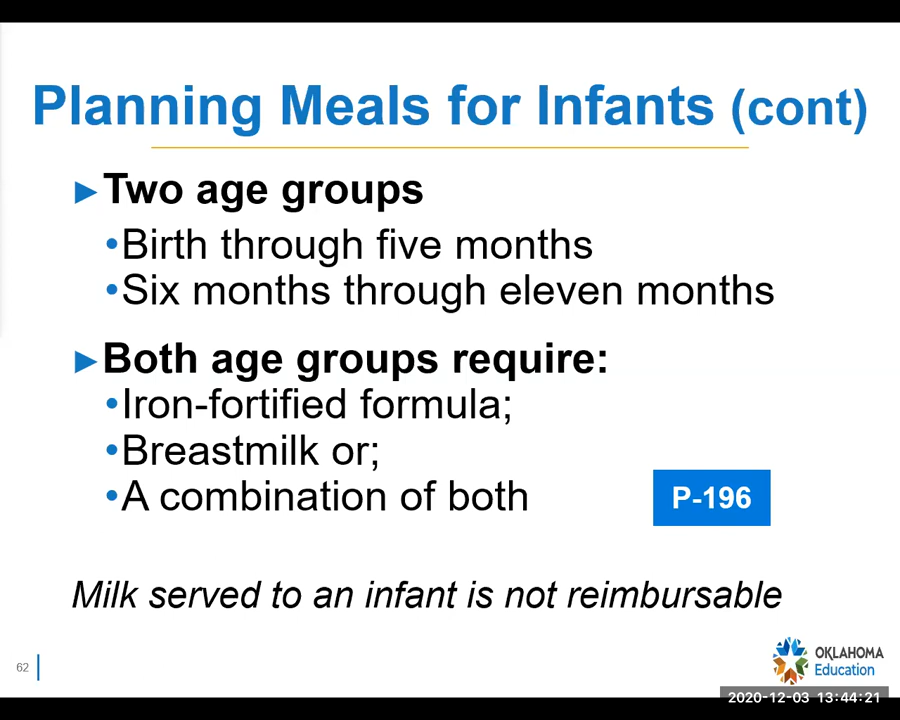 Planning Meals for Infants (cont)
►Two age groups
•Birth through five months
•Six months through eleven months
►Both age groups require:
•Iron-fortified formula;
•Breastmilk or;
•A combination of both
P-196
Milk served to an infant is not reimbursable
62
OKLAHOMA
Education
2020-12-03 13:44:21